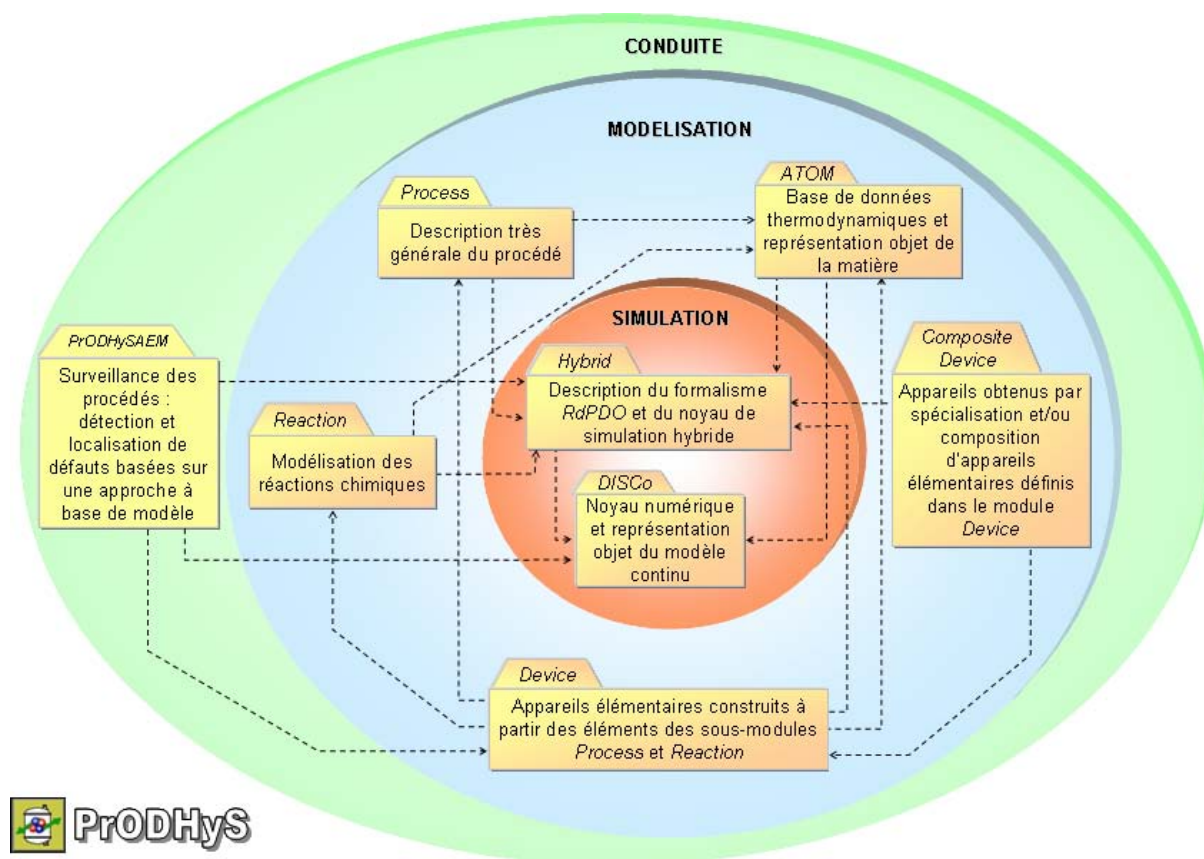 CONDUITE
MODELISATION
Process
Description très
générale du procédé
ATOM
Base de données
thermodynamiques et
représentation objet de
la matière
SIMULATION
PrODHySAEM
Surveillance des
procédés :
détection et
localisation de
défauts basées sur
une approche à
base de modèle
Reaction
Modélisation des
réactions chimiques
Hybrid
Description du formalisme
RdPDO et du noyau de
simulation hybride
DISCo
Noyau numérique
et représentation
objet du modèle
continu
Composite
Device
Appareils obtenus par
spécialisation et/ou
composition
d'appareils
élémentaires définis
dans le module
Device
Device
Appareils élémentaires construits à
partir des éléments des sous-modules
Process et Reaction
PrODHyS